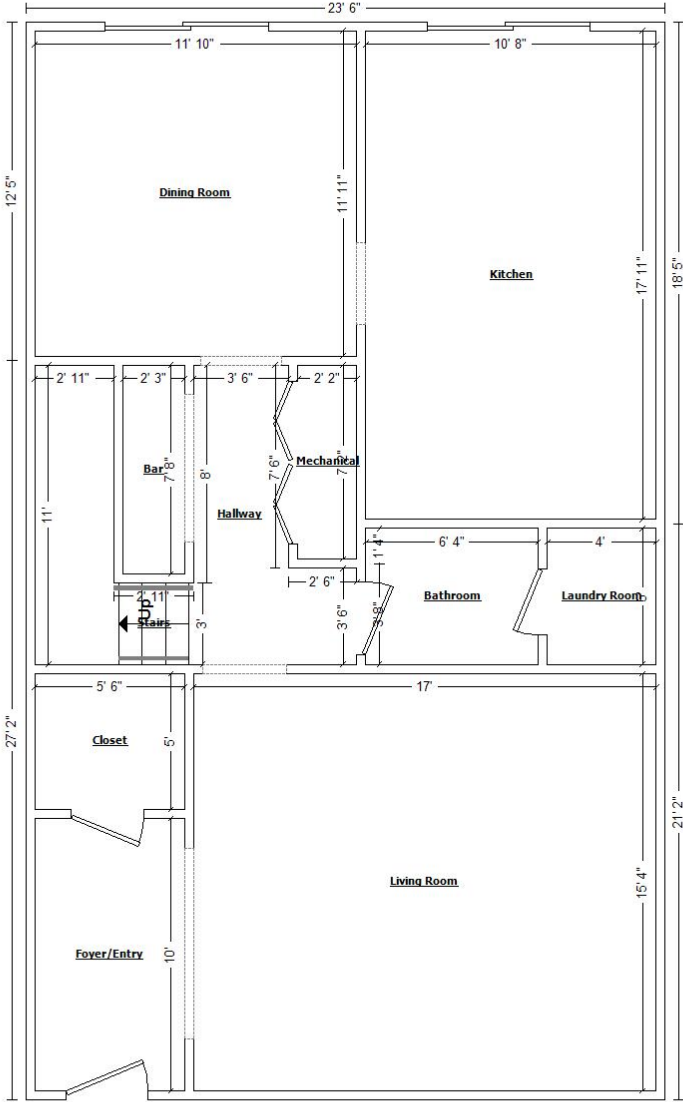 23' 6"
11' 10"
10' 8"
12' 5"
Dining Room
11' 11"
Kitchen
17' 11"
18' 5"
2' 11"
2' 3"
3' 6"
2' 2"
Bar
7' 8"
8'
7' 6"
Mechanical
11'
Hallway
1' 4"
6' 4"
4'
2' 6"
2' 11"
Up
Stairs
3'
3' 6"
3' 8"
Bathroom
Laundry Room
5' 6"
17'
27' 2"
Closet
5'
21' 2"
Living Room
15' 4"
Foyer/Entry
10'